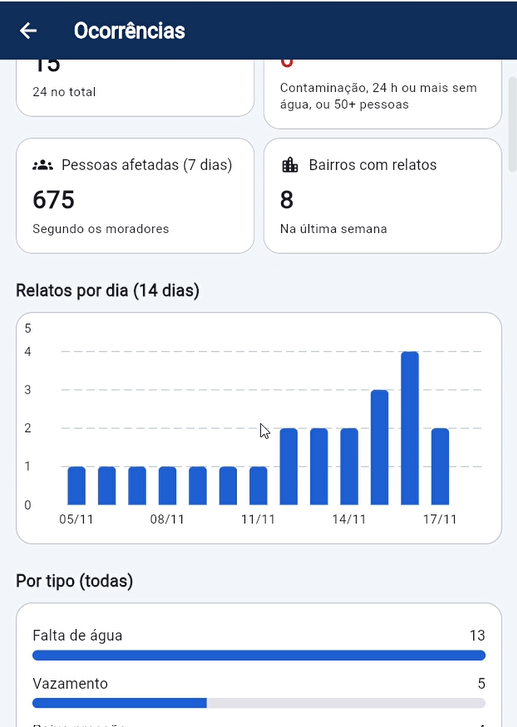 Ocorrências
15
24 no total
Contaminação, 24 h ou mais sem
água, ou 50+ pessoas
Pessoas afetadas (7 dias)
675
Segundo os moradores
Bairros com relatos
8
Na última semana
Relatos por dia (14 dias)
5
4
3
2
1
0
05/11
08/11
11/11
14/11
17/11
Por tipo (todas)
Falta de água
13
Vazamento
5